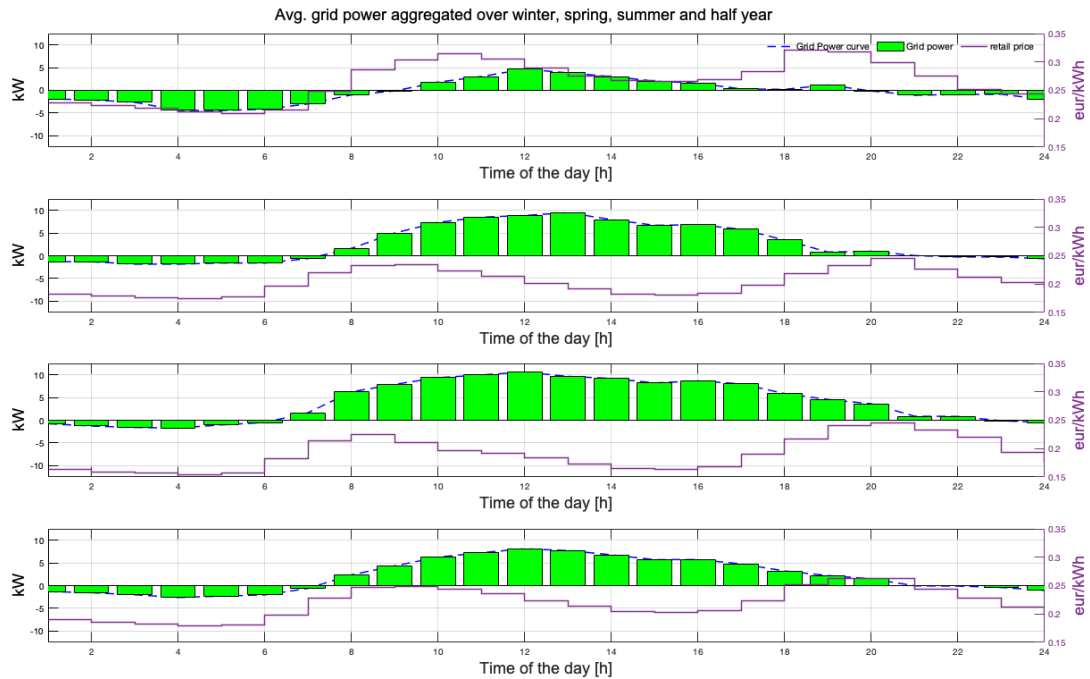 Avg. grid power aggregated over winter, spring, summer and half year
Grid Power curve Grid power retail price
kW
10
5
0
-5
-10
0.35
0.3
0.25
0.2
0.15
eur/kWh
2 4 6 8 10 12 14 16 18 20 22 24
Time of the day [h]
kW
10
5
0
-5
-10
0.35
0.3
0.25
0.2
0.15
eur/kWh
2 4 6 8 10 12 14 16 18 20 22 24
Time of the day [h]
kW
10
5
0
-5
-10
0.35
0.3
0.25
0.2
0.15
eur/kWh
2 4 6 8 10 12 14 16 18 20 22 24
Time of the day [h]
kW
10
5
0
-5
-10
0.35
0.3
0.25
0.2
0.15
eur/kWh
2 4 6 8 10 12 14 16 18 20 22 24
Time of the day [h]